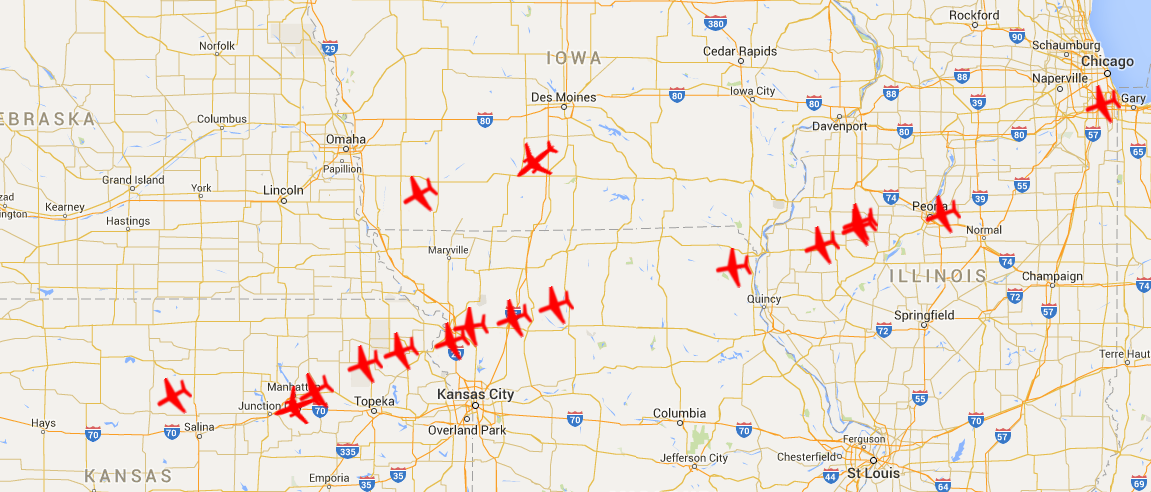 Rockford
380
90
Norfolk
29
Schaumburg
IOWA
Cedar Rapids
Chicago
88
Naperville
Des Moines
80
Iowa City
80
88
39
Gary
EBRASKA
Columbus
80
Davenport
80
80
57
Omaha
65
Papillion
Grand Island
York
Lincoln
55
Kearney
74
39
Hastings
Peoria
Normal
Maryville
74
ILLINOIS
Champaign
74
Quincy
72
57
Springfield
72
Terre Haut
Manhattan
Kansas City
55
Junction
70
Topeka
Columbia
Hays
70
70
Salina
Overland Park
70
70
70
57
335
Ferguson
Jefferson City
Chesterfield
KANSAS
Emporia
35
35
44
St Louis
64
69